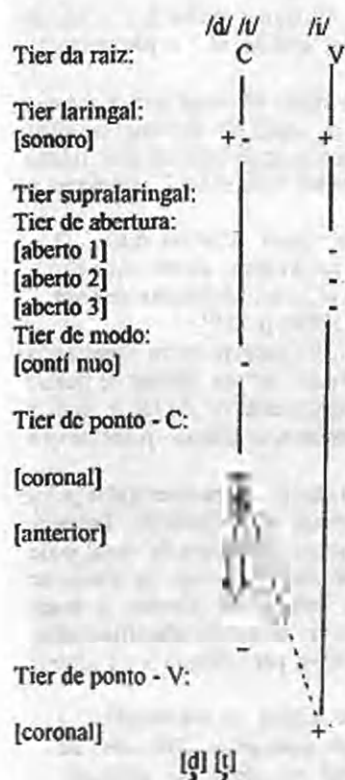 /d/ /t/ /i/
Tier da raiz: C V
Tier laringal:
[sonoro] + - +
Tier supralaringal:
Tier de abertura:
[aberto 1] -
[aberto 2] -
[aberto 3] -
Tier de modo:
[contí nuo] -
Tier de ponto - C:
[coronal]
[anterior]
-
Tier de ponto - V:
[coronal] +
[d̡] [t̡]